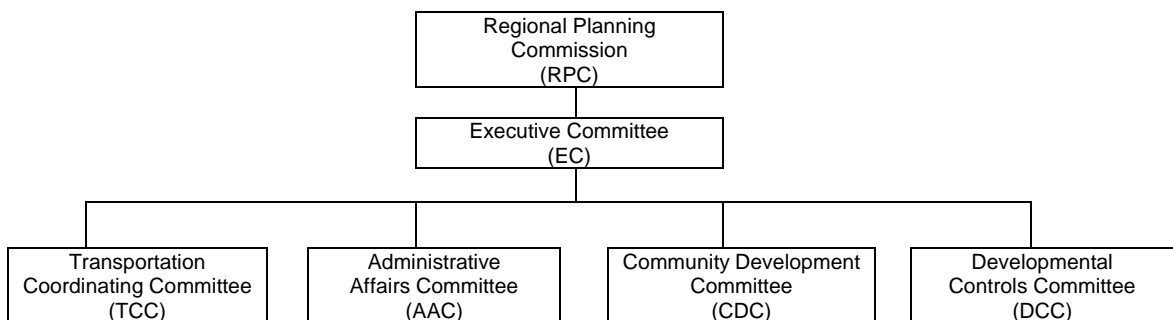 Regional Planning
Commission
(RPC)
Executive Committee
(EC)
Transportation
Coordinating Committee
(TCC)
Administrative
Affairs Committee
(AAC)
Community Development
Committee
(CDC)
Developmental
Controls Committee
(DCC)